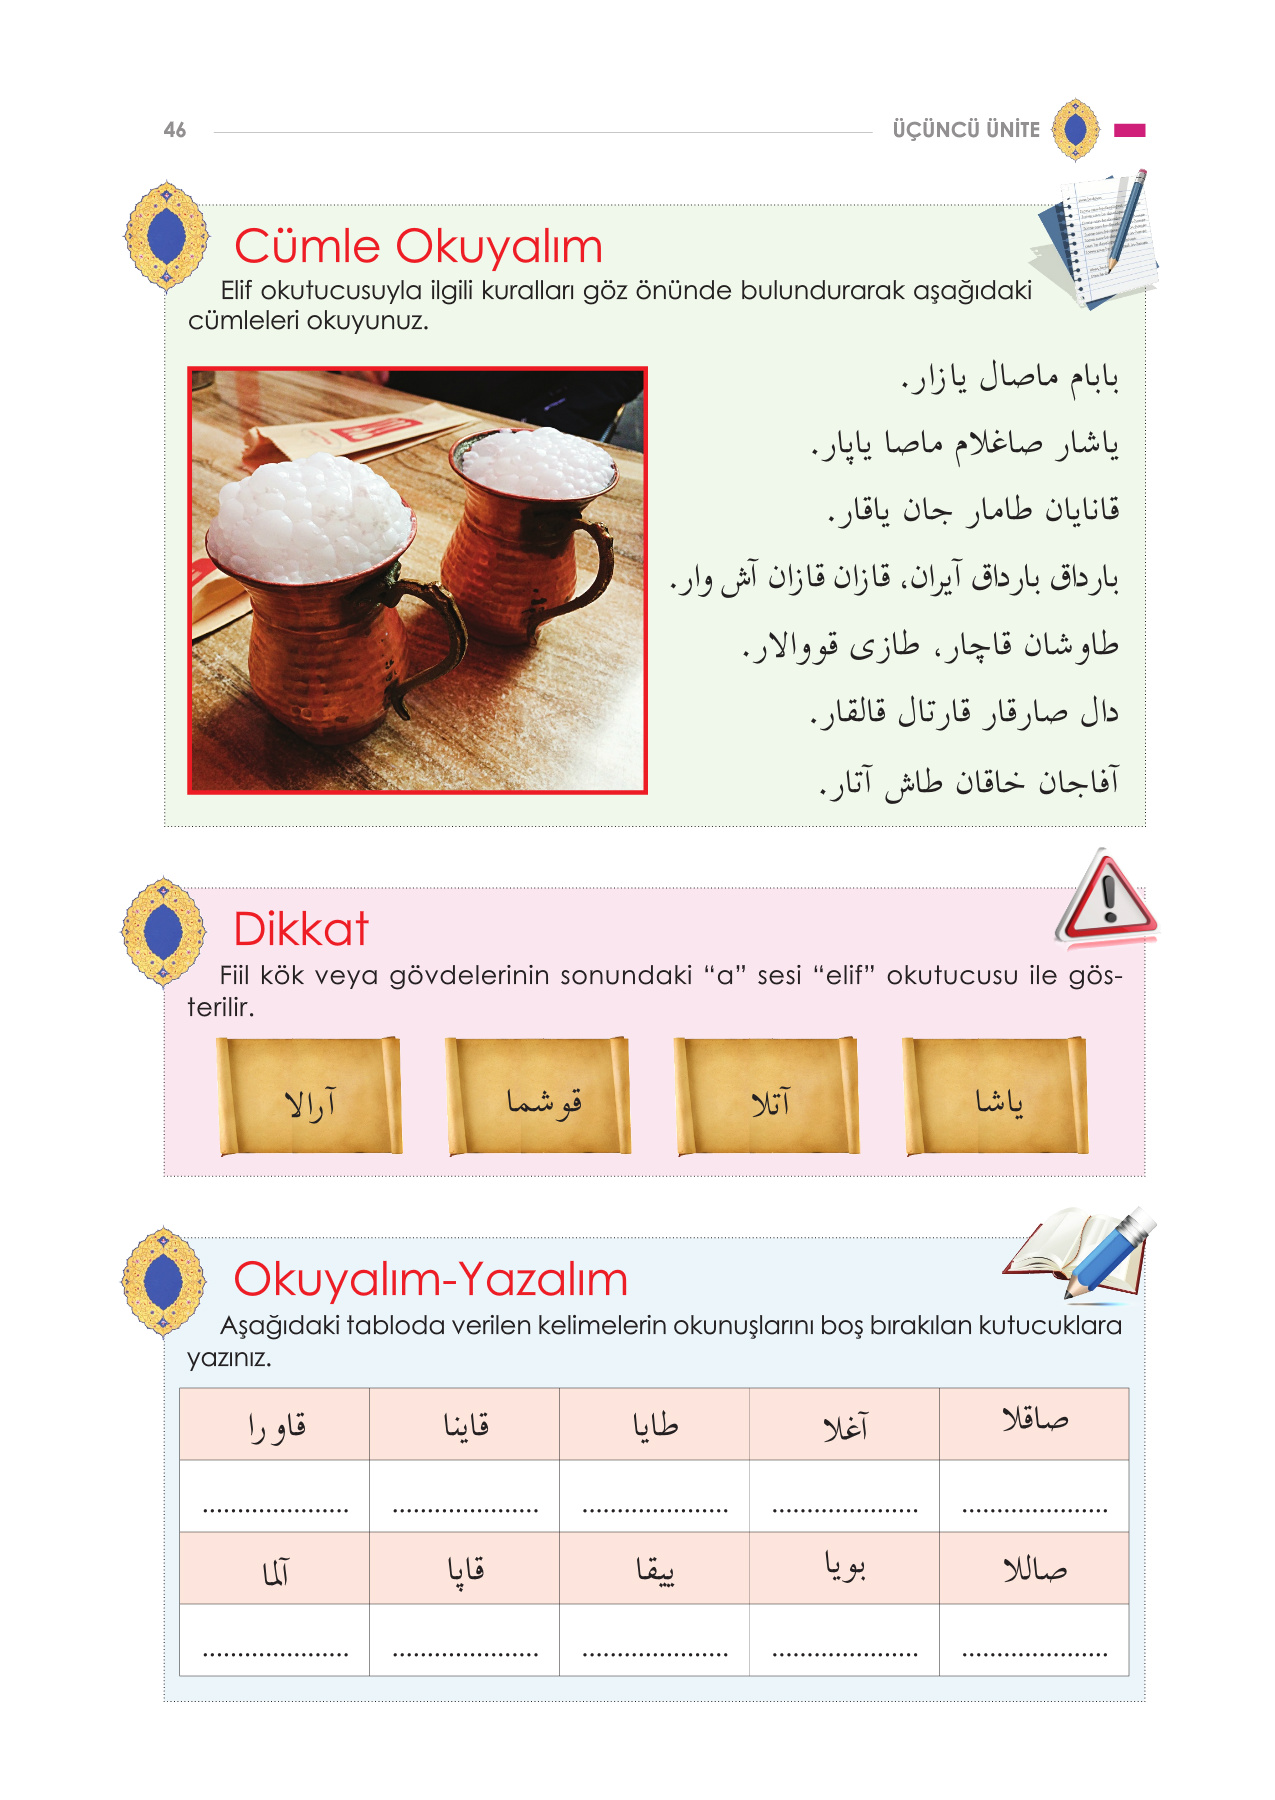 46
ÜÇÜNCÜ ÜNİTE
Cümle Okuyalım
Elif okutucusuyla ilgili kuralları göz önünde bulundurarak aşağıdaki
cümleleri okuyunuz.
بابام ماصال يازار.
ياشار صاغلام ماصا ياپار.
قانايان طامار جان ياقار.
بارداق بارداق آيران، قازان قازان آش وار.
طاوشان قاچار، طازى قووالار.
دال صارقار قارتال قالقار.
آفاجان خاقان طاش آتار.
Dikkat
Fiil kök veya gövdelerinin sonundaki “a” sesi “elif” okutucusu ile gös-
terilir.
ياشا آتلا قوشما آرالا
Okuyalım-Yazalım
Aşağıdaki tabloda verilen kelimelerin okunuşlarını boş bırakılan kutucuklara
yazınız.
صاقلا آغلا طايا قاينا قاورا
..................... ..................... ..................... ..................... .....................
صاللا بويا ييقا قاپا آلما
..................... ..................... ..................... ..................... .....................